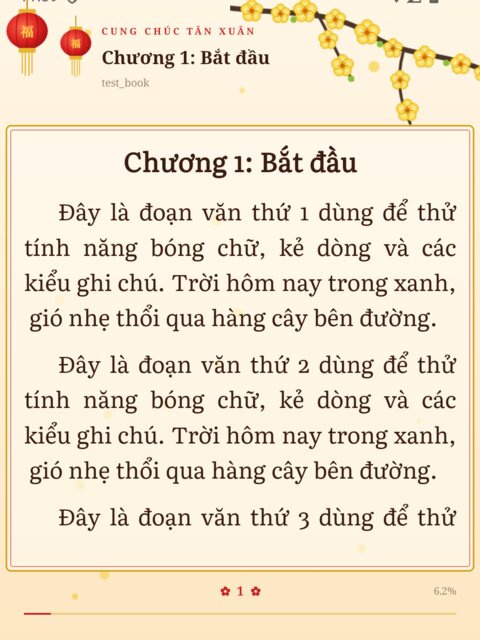 福
福
CUNG CHÚC TÂN XUÂN
Chương 1: Bắt đầu
test_book
Chương 1: Bắt đầu
Đây là đoạn văn thứ 1 dùng để thử
tính năng bóng chữ, kẻ dòng và các
kiểu ghi chú. Trời hôm nay trong xanh,
gió nhẹ thổi qua hàng cây bên đường.
Đây là đoạn văn thứ 2 dùng để thử
tính năng bóng chữ, kẻ dòng và các
kiểu ghi chú. Trời hôm nay trong xanh,
gió nhẹ thổi qua hàng cây bên đường.
Đây là đoạn văn thứ 3 dùng để thử
✿ 1 ✿
6.2%